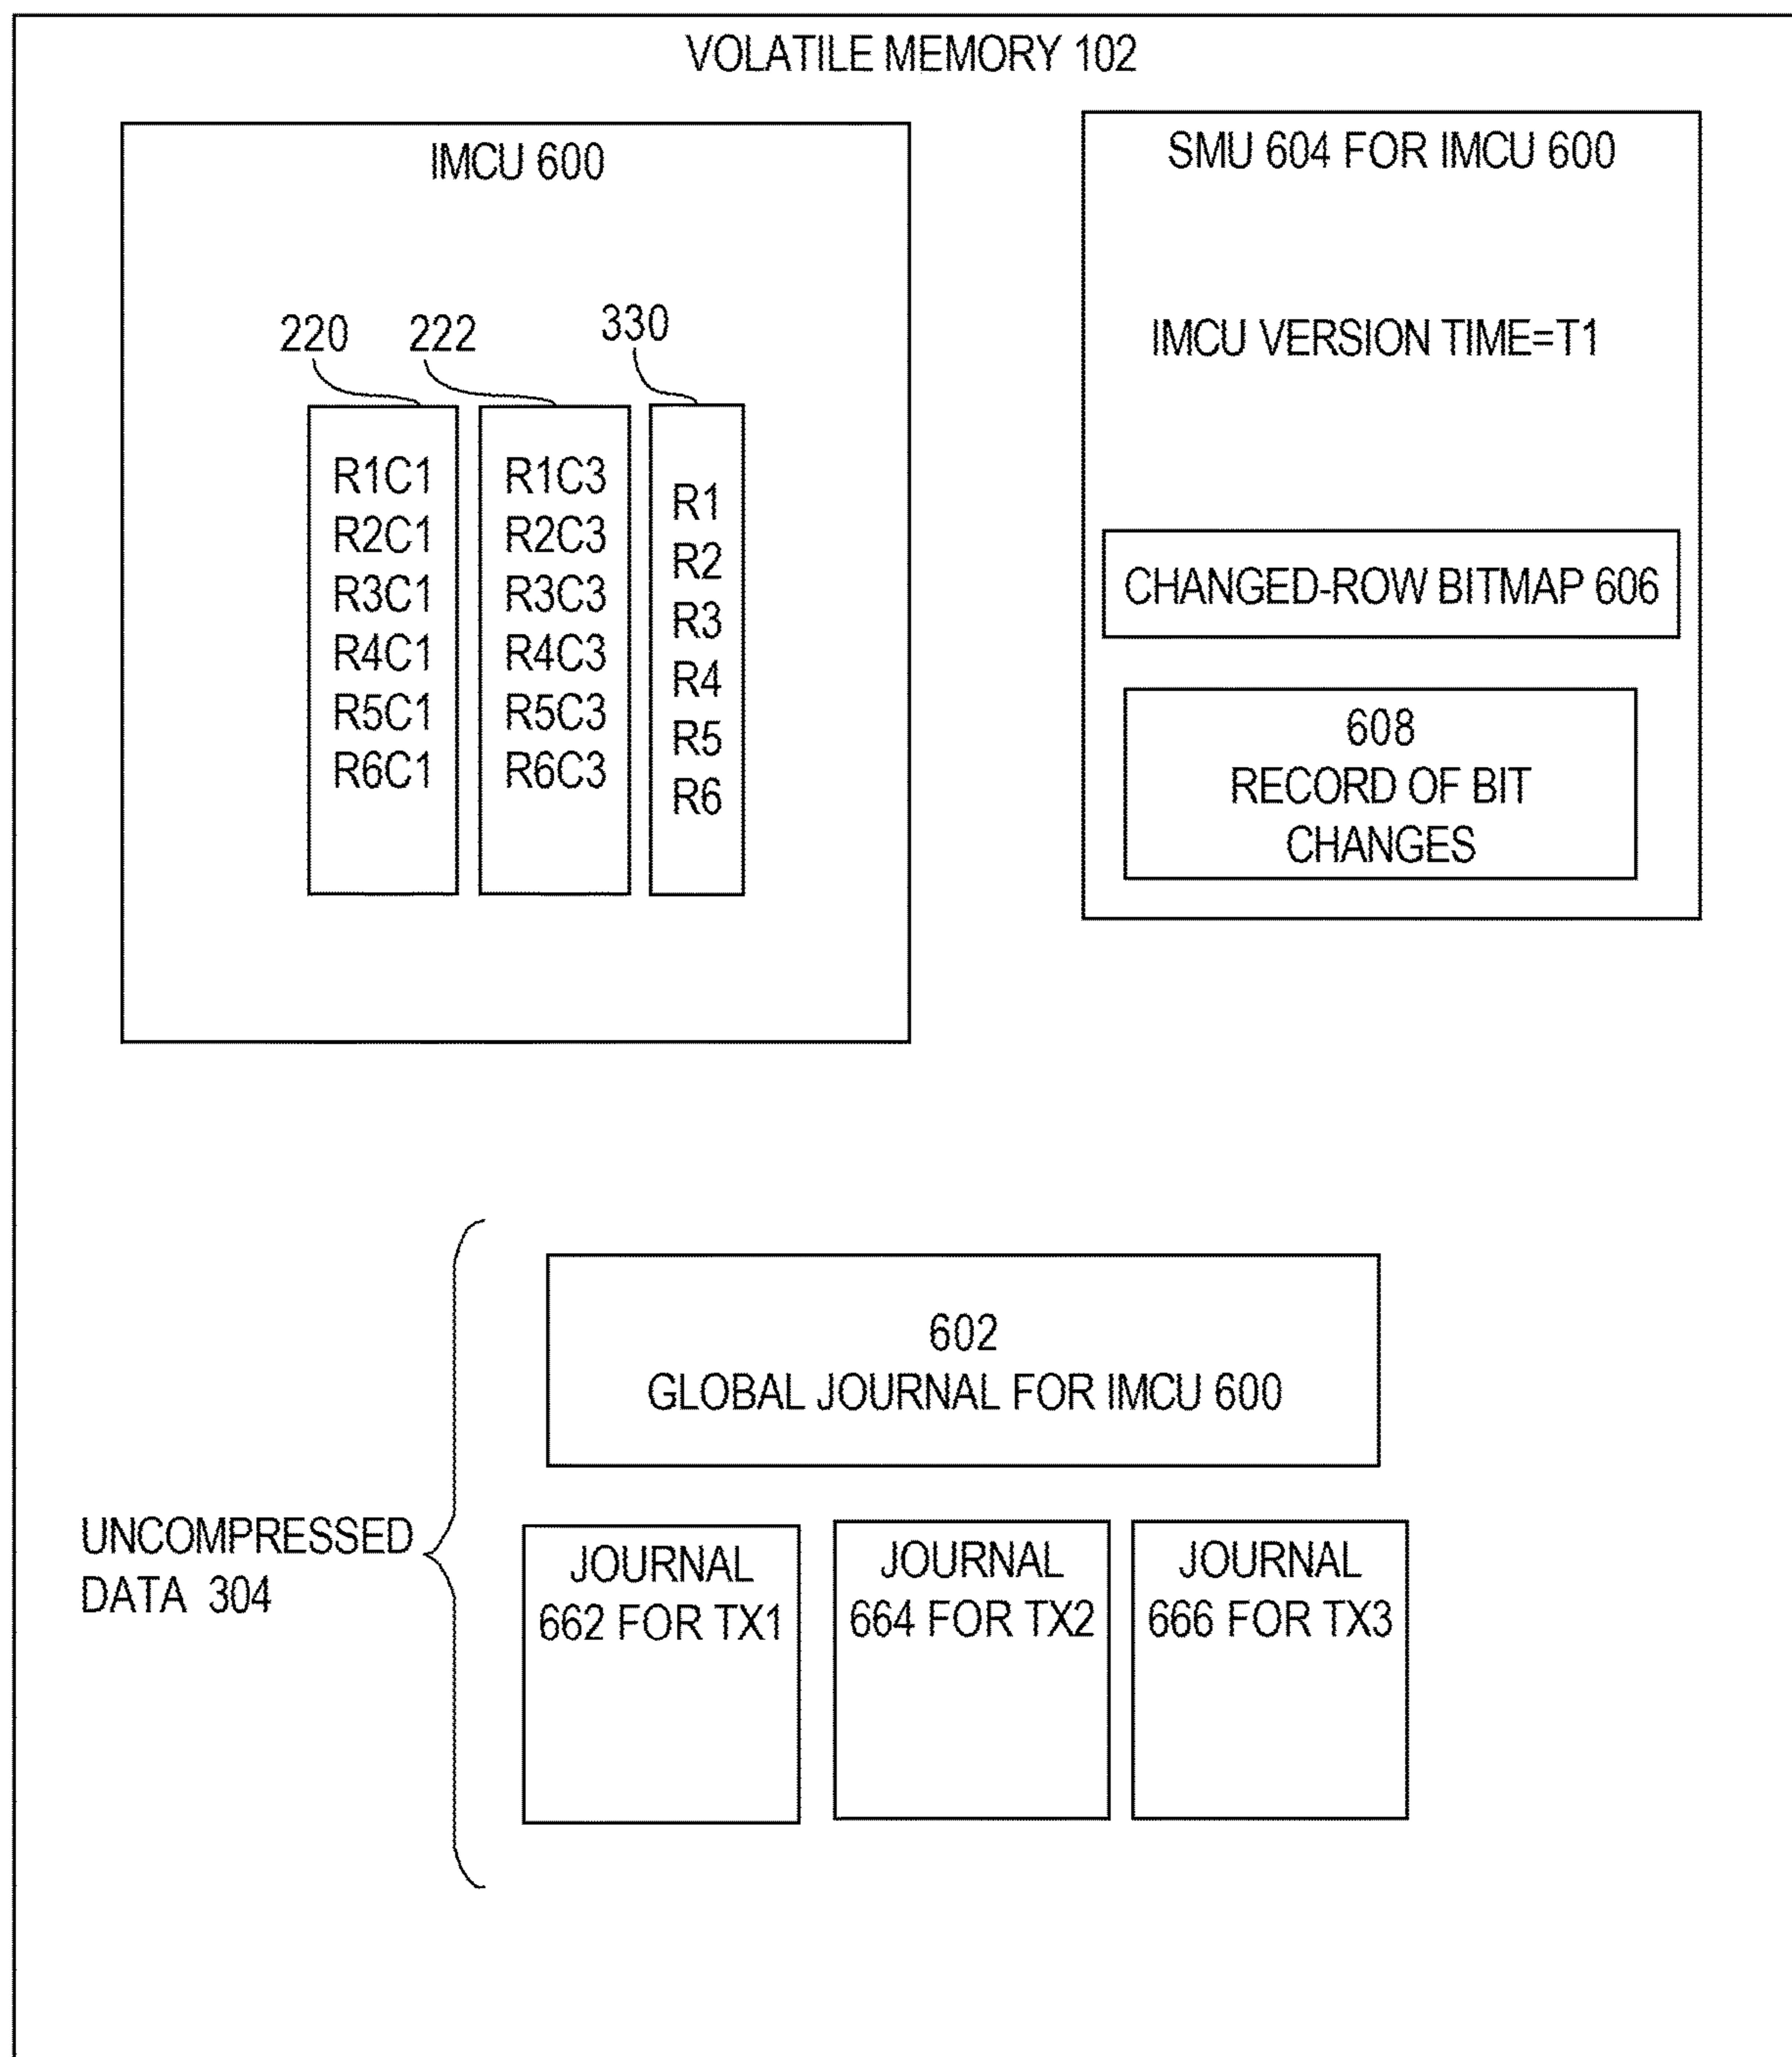 VOLATILE MEMORY 102
IMCU 600
220
222
330
R1C1
R2C1
R3C1
R4C1
R5C1
R6C1
R1C3
R2C3
R3C3
R4C3
R5C3
R6C3
R1
R2
R3
R4
R5
R6
SMU 604 FOR IMCU 600
IMCU VERSION TIME=T1
CHANGED-ROW BITMAP 606
608
RECORD OF BIT
CHANGES
UNCOMPRESSED
DATA 304
602
GLOBAL JOURNAL FOR IMCU 600
JOURNAL
662 FOR TX1
JOURNAL
664 FOR TX2
JOURNAL
666 FOR TX3